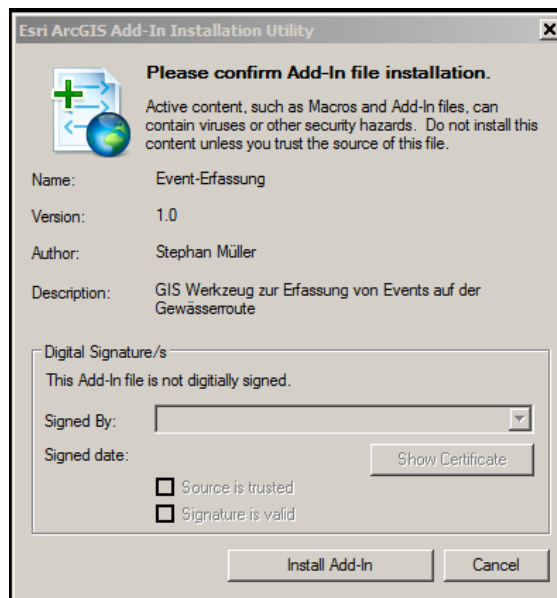 Esri ArcGIS Add-In Installation Utility
Please confirm Add-In file installation.
Active content, such as Macros and Add-In files, can
contain viruses or other security hazards. Do not install this
content unless you trust the source of this file.
Name: Event-Erfassung
Version: 1.0
Author: Stephan Müller
Description: GIS Werkzeug zur Erfassung von Events auf der
Gewässerroute
Digital Signature/s
This Add-In file is not digitially signed.
Signed By:
Signed date: Show Certificate
Source is trusted
Signature is valid
Install Add-In Cancel